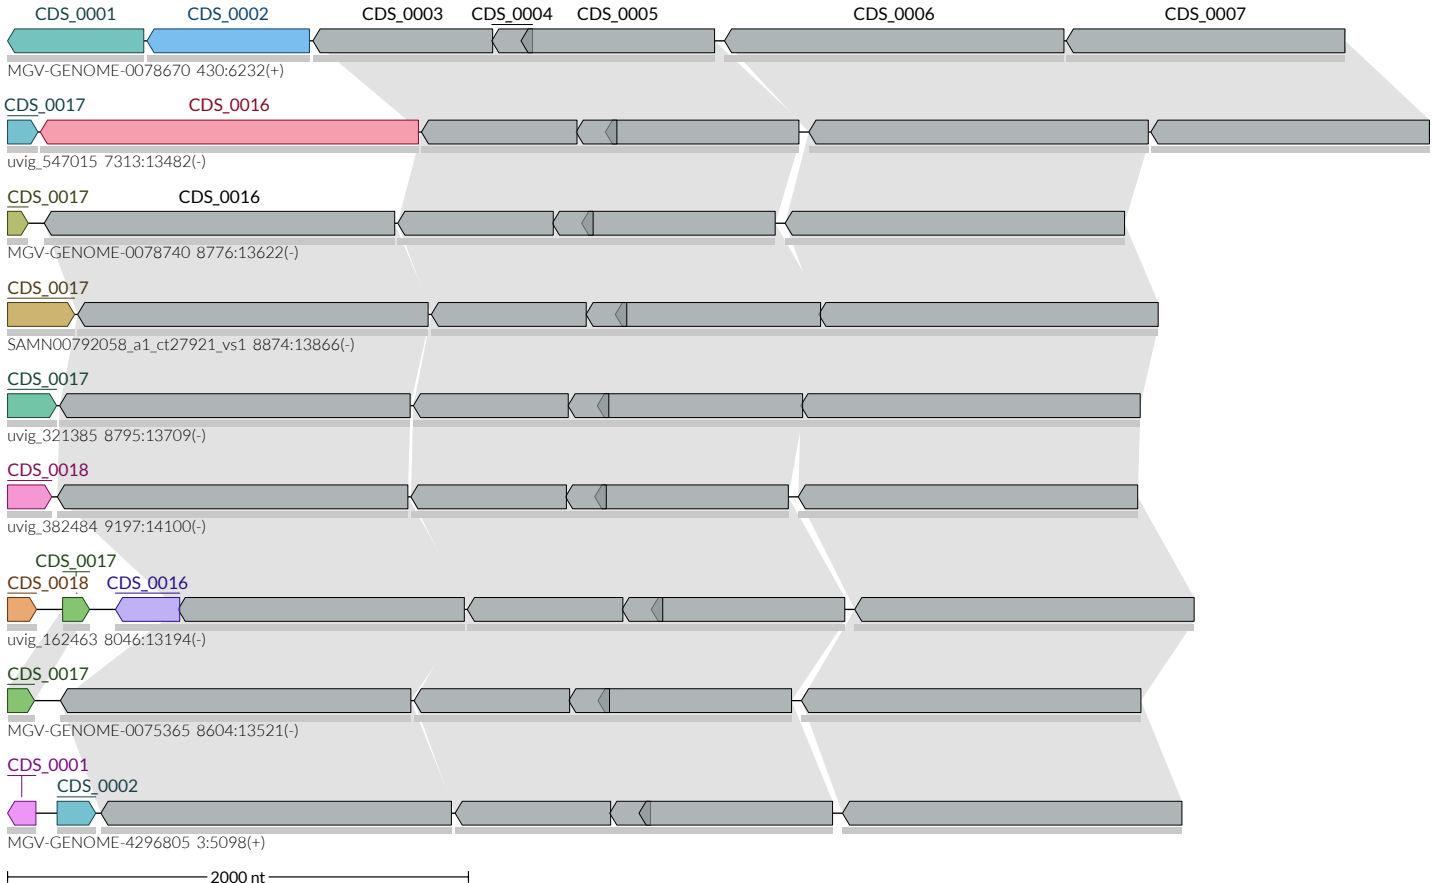 CDS_0001 CDS_0002 CDS_0003 CDS_0004 CDS_0005 CDS_0006 CDS_0007
MGV-GENOME-0078670 430:6232(+)
CDS_0017 CDS_0016
uvig_547015 7313:13482(-)
CDS_0017 CDS_0016
MGV-GENOME-0078740 8776:13622(-)
CDS_0017
SAMN00792058_a1_ct27921_vs1 8874:13866(-)
CDS_0017
uvig_321385 8795:13709(-)
CDS_0018
uvig_382484 9197:14100(-)
CDS_0017
CDS_0018 CDS_0016
uvig_162463 8046:13194(-)
CDS_0017
MGV-GENOME-0075365 8604:13521(-)
CDS_0001
CDS_0002
MGV-GENOME-4296805 3:5098(+)
2000 nt